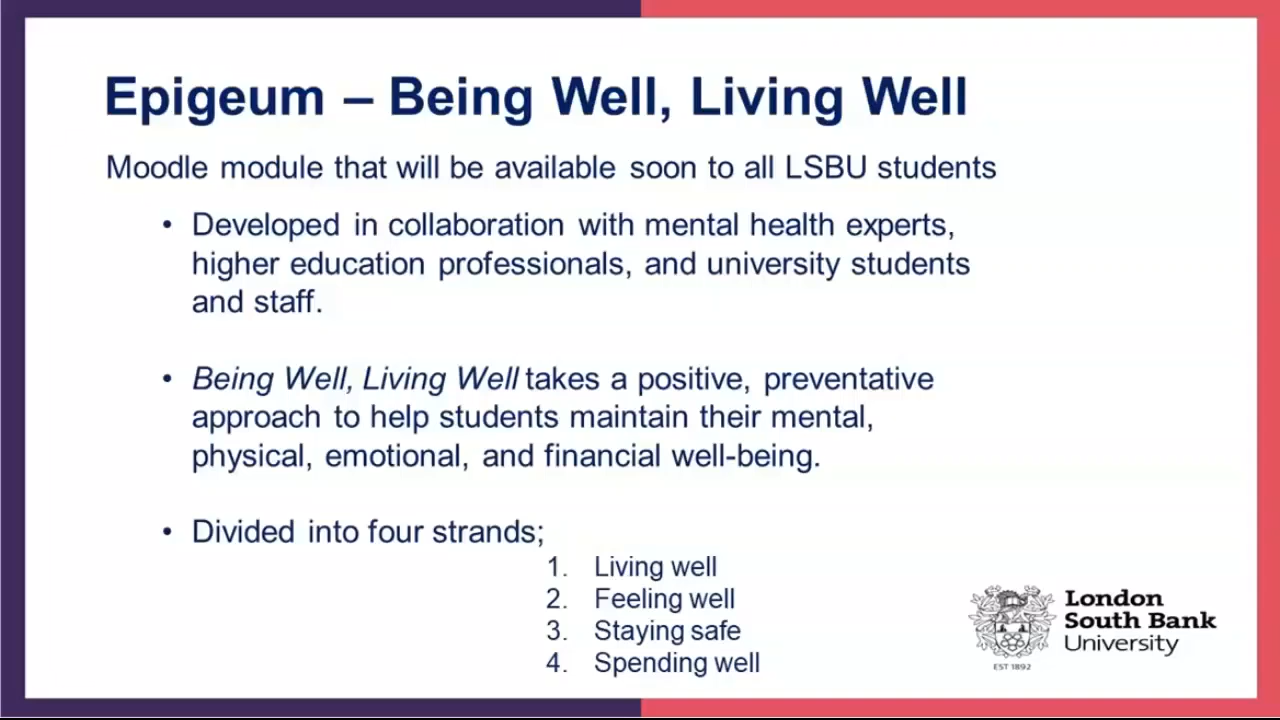 Epigeum – Being Well, Living Well
Moodle module that will be available soon to all LSBU students
• Developed in collaboration with mental health experts,
higher education professionals, and university students
and staff.
• Being Well, Living Well takes a positive, preventative
approach to help students maintain their mental,
physical, emotional, and financial well-being.
• Divided into four strands;
1. Living well
2. Feeling well
3. Staying safe
4. Spending well
London
South Bank
University
EST 1892